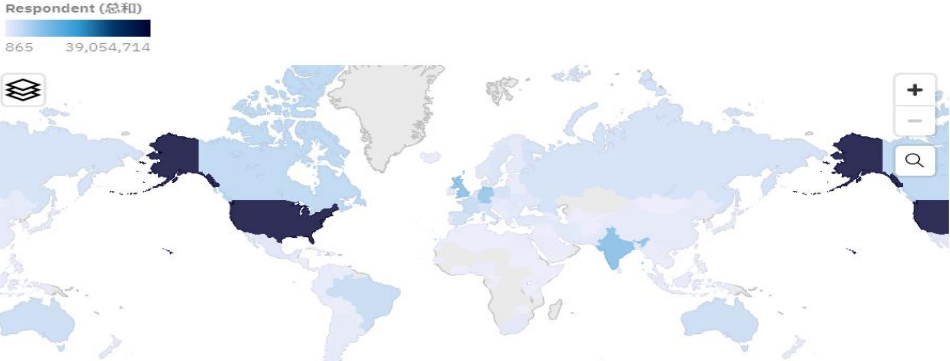 Respondent (总和)
865 39,054,714
+
−